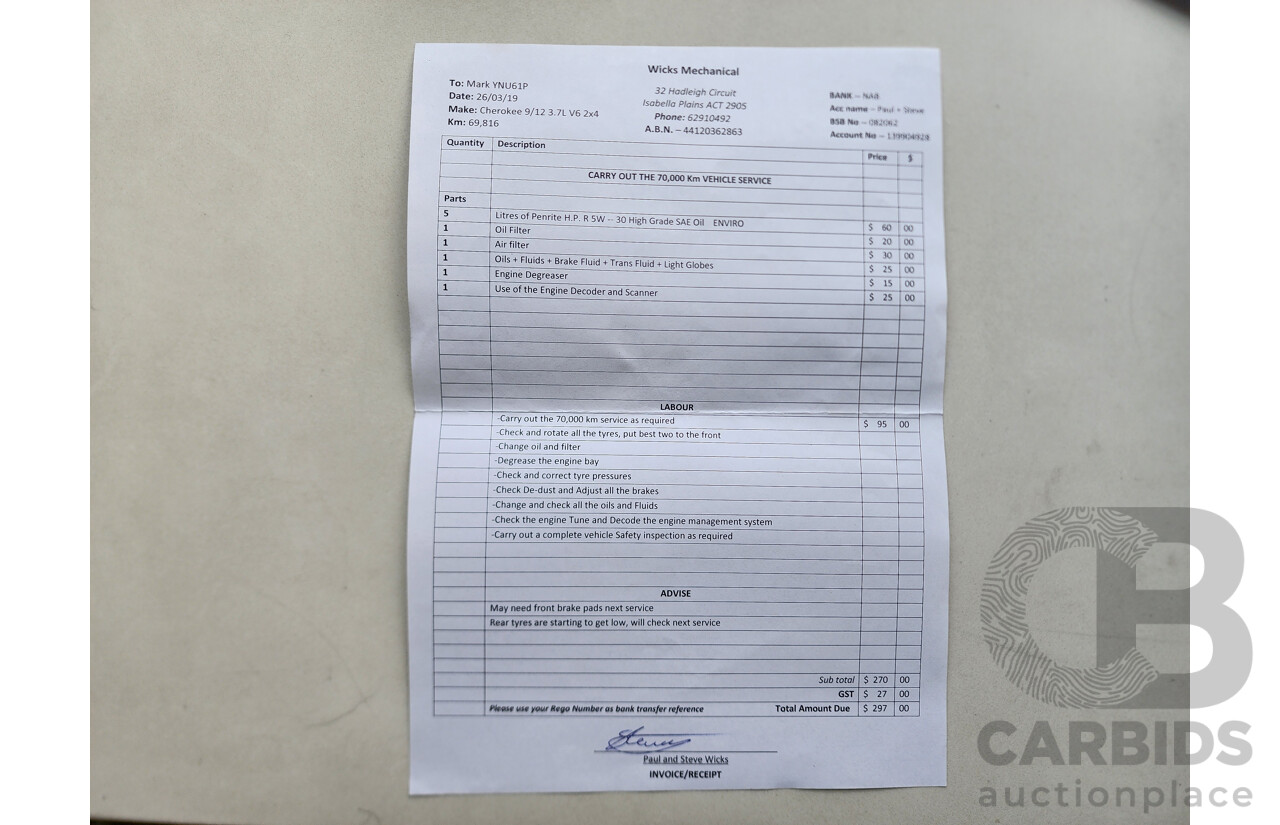 Wicks Mechanical
To: Mark YNU61P
Date: 26/03/19
Make: Cherokee 9/12 3.7L V6 2x4
Km: 69,816
32 Hadleigh Circuit
Isabella Plains ACT 2905
Phone: 62910492
A.B.N. – 44120362863
BANK – NAB
Acc name – Paul + Steve
BSB No – 082062
Account No –
Quantity Description Price $
CARRY OUT THE 70,000 Km VEHICLE SERVICE
Parts
5 Litres of Penrite H.P. R 5W – 30 High Grade SAE Oil ENVIRO $ 60 00
1 Oil Filter $ 20 00
1 Air filter $ 30 00
1 Oils + Fluids + Brake Fluid + Trans Fluid + Light Globes $ 25 00
1 Engine Degreaser $ 15 00
1 Use of the Engine Decoder and Scanner $ 25 00
LABOUR
-Carry out the 70,000 km service as required $ 95 00
-Check and rotate all the tyres, put best two to the front
-Change oil and filter
-Degrease the engine bay
-Check and correct tyre pressures
-Check De-dust and Adjust all the brakes
-Change and check all the oils and Fluids
-Check the engine Tune and Decode the engine management system
-Carry out a complete vehicle Safety inspection as required
ADVISE
May need front brake pads next service
Rear tyres are starting to get low, will check next service
Sub total $ 270 00
GST $ 27 00
Please use your Rego Number as bank transfer reference Total Amount Due $ 297 00
Paul and Steve Wicks
INVOICE/RECEIPT
CB
CARBIDS
auctionplace